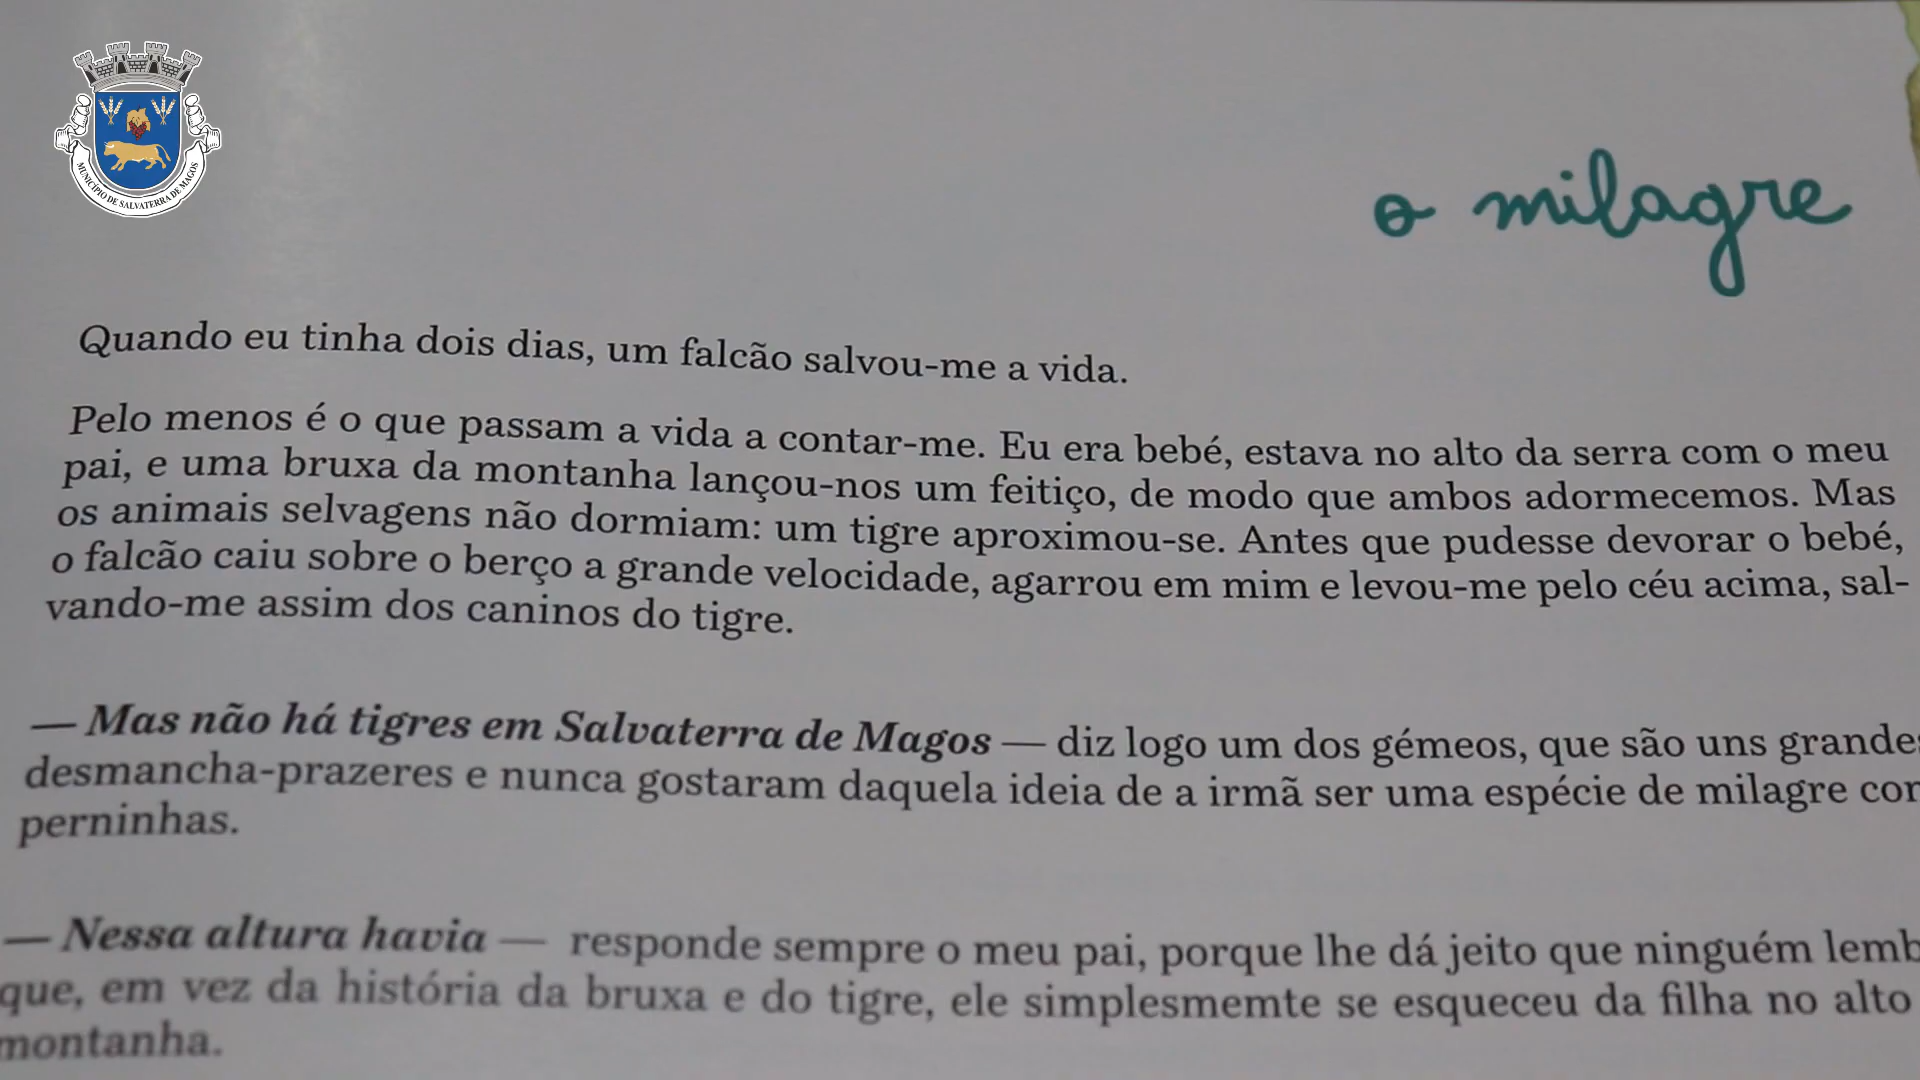 MUNICÍPIO DE SALVATERRA DE MAGOS
o milagre
Quando eu tinha dois dias, um falcão salvou-me a vida.
Pelo menos é o que passam a vida a contar-me. Eu era bebé, estava no alto da serra com o meu
pai, e uma bruxa da montanha lançou-nos um feitiço, de modo que ambos adormecemos. Mas
os animais selvagens não dormiam: um tigre aproximou-se. Antes que pudesse devorar o bebé,
o falcão caiu sobre o berço a grande velocidade, agarrou em mim e levou-me pelo céu acima, sal-
vando-me assim dos caninos do tigre.
— Mas não há tigres em Salvaterra de Magos — diz logo um dos gémeos, que são uns grandes
desmancha-prazeres e nunca gostaram daquela ideia de a irmã ser uma espécie de milagre
perninhas.
— Nessa altura havia — responde sempre o meu pai, porque lhe dá jeito que ninguém
que, em vez da história da bruxa e do tigre, ele simplesmemte se esqueceu da filha no alto
montanha.